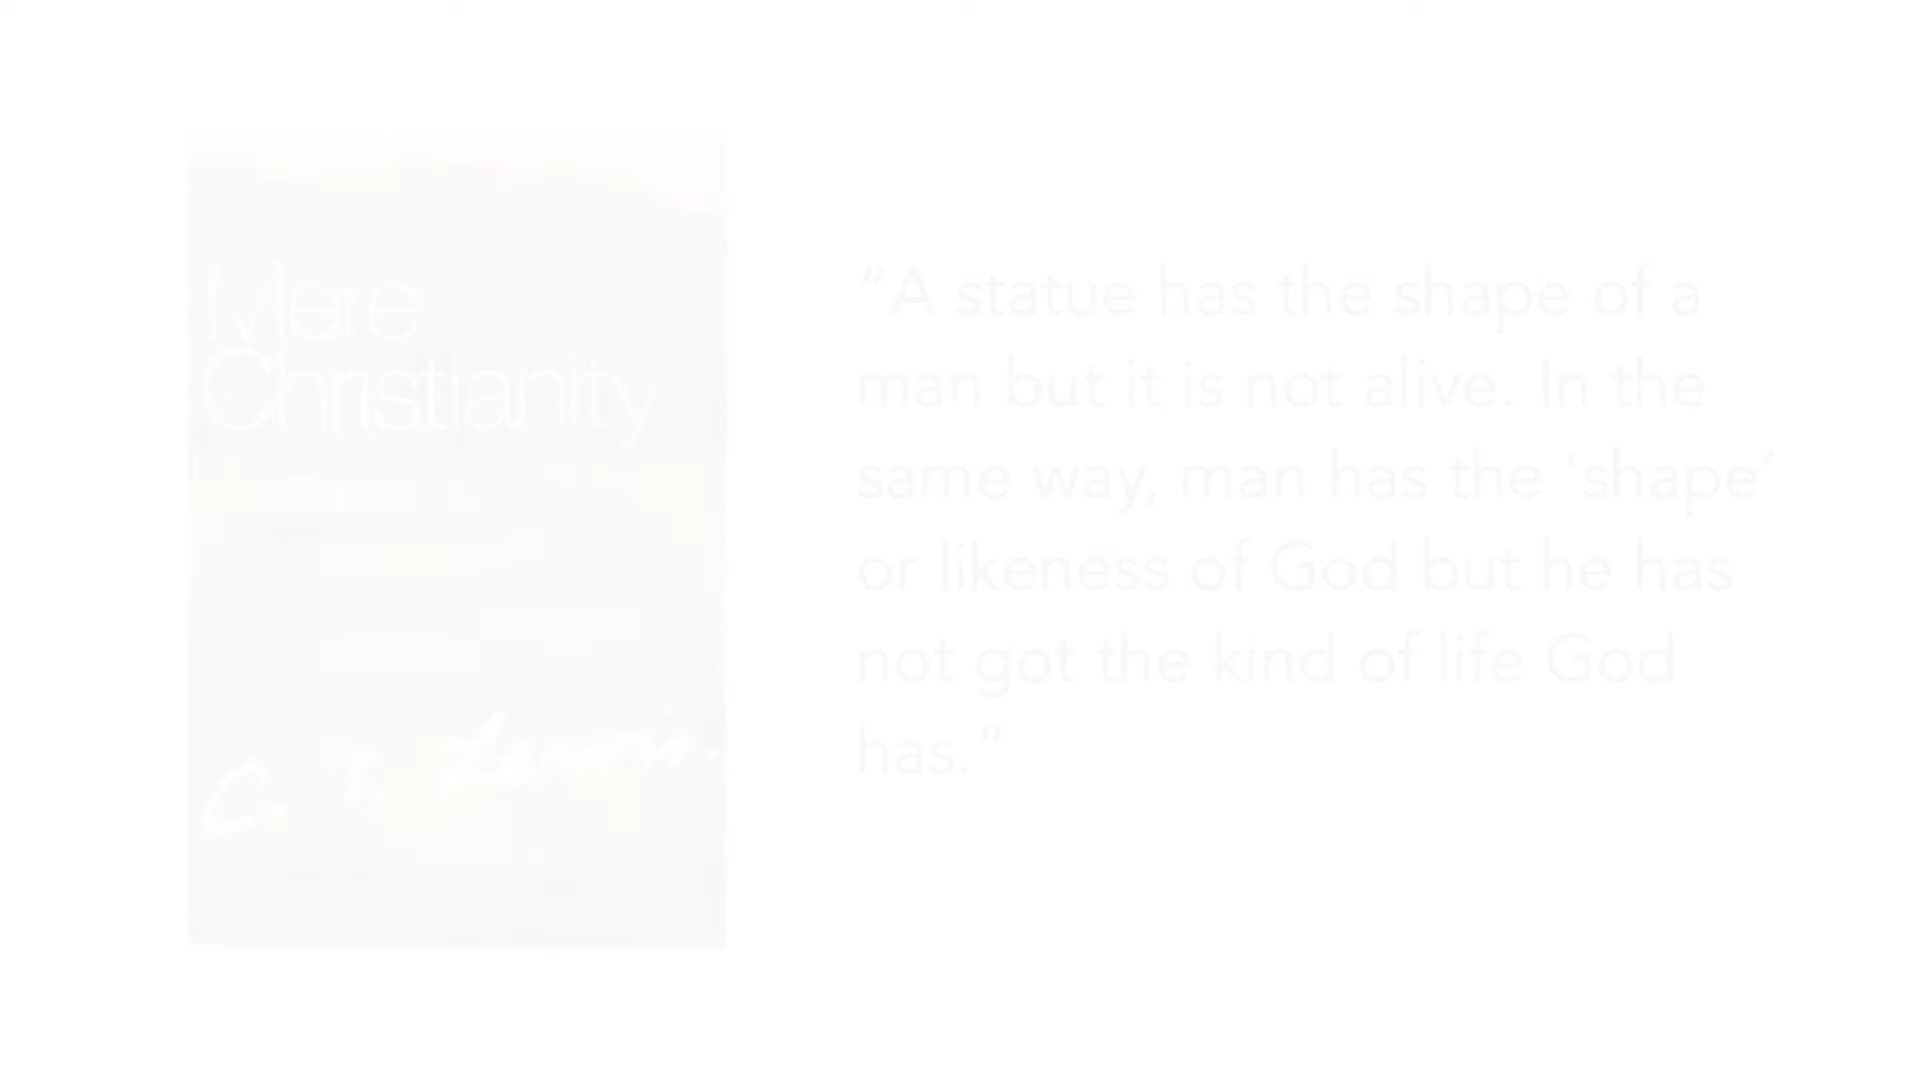 Mere
Christianity
C. S. Lewis.
“A statue has the shape of a
man but it is not alive. In the
same way, man has the ‘shape’
or likeness of God but he has
not got the kind of life God
has.”